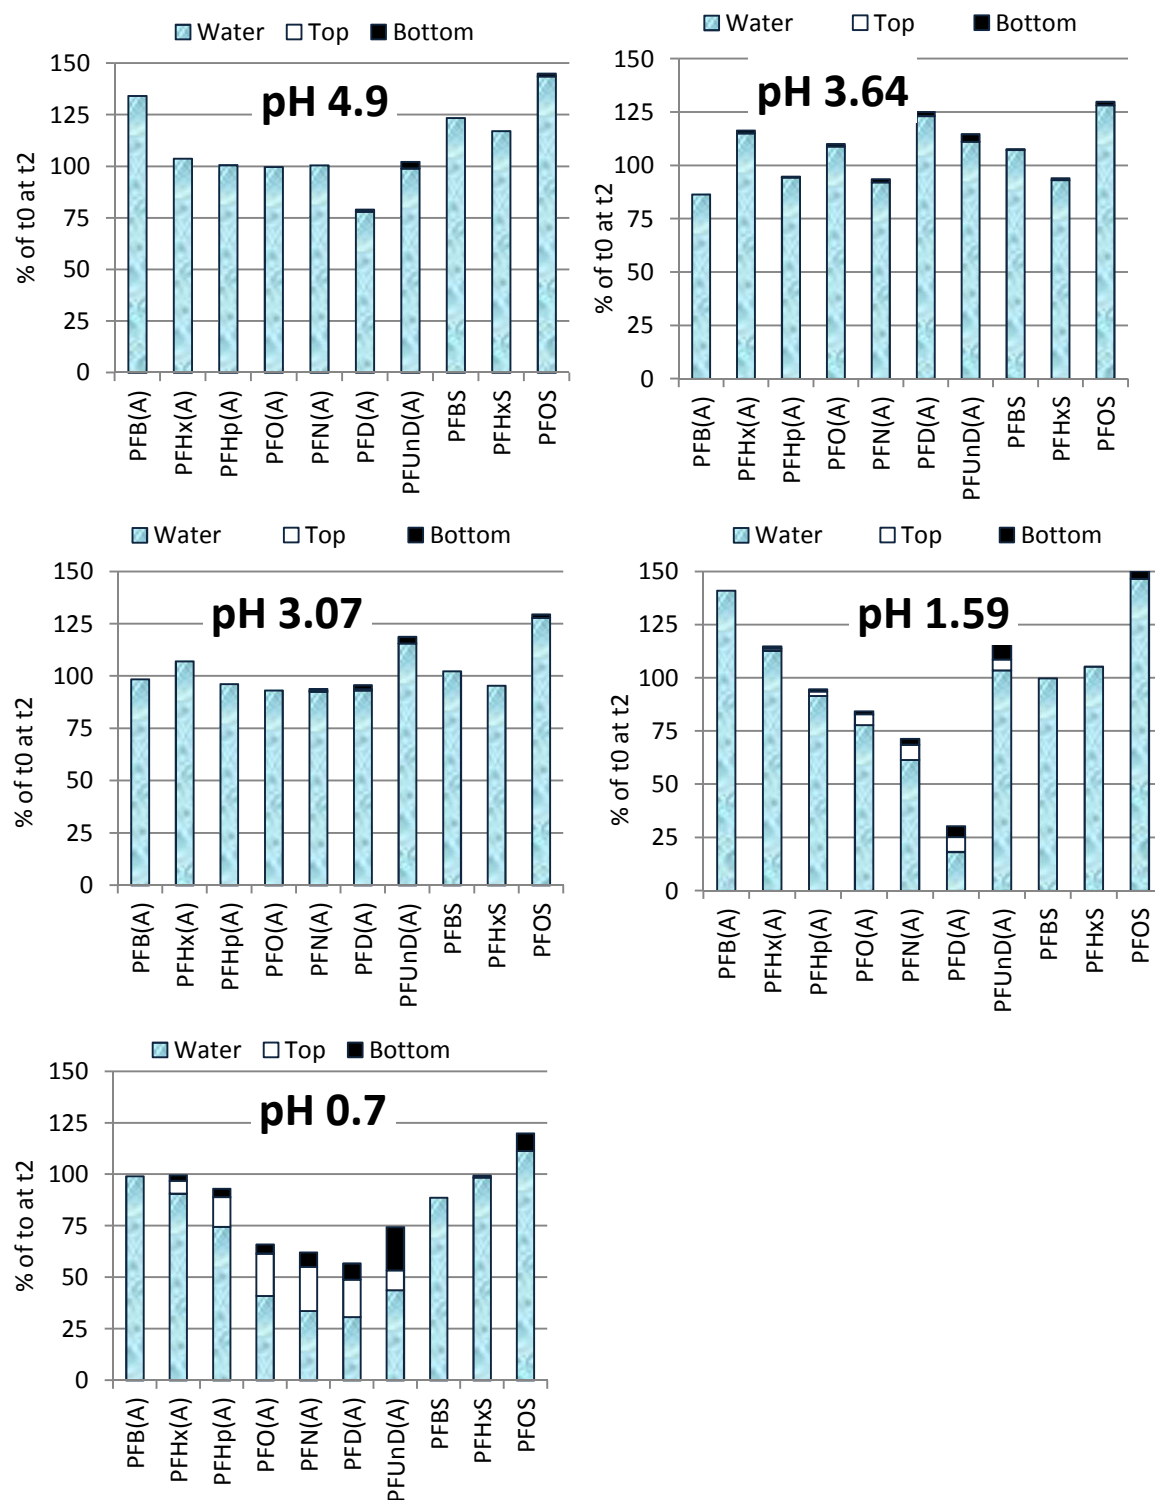 Water Top Bottom
150
125
100
75
50
25
0
% of t0 at t2
pH 4.9
PFB(A)
PFHx(A)
PFHp(A)
PFO(A)
PFN(A)
PFD(A)
PFUnD(A)
PFBS
PFHxS
PFOS
Water Top Bottom
150
125
100
75
50
25
0
% of t0 at t2
pH 3.64
PFB(A)
PFHx(A)
PFHp(A)
PFO(A)
PFN(A)
PFD(A)
PFUnD(A)
PFBS
PFHxS
PFOS
Water Top Bottom
150
125
100
75
50
25
0
% of t0 at t2
pH 3.07
PFB(A)
PFHx(A)
PFHp(A)
PFO(A)
PFN(A)
PFD(A)
PFUnD(A)
PFBS
PFHxS
PFOS
Water Top Bottom
150
125
100
75
50
25
0
% of t0 at t2
pH 1.59
PFB(A)
PFHx(A)
PFHp(A)
PFO(A)
PFN(A)
PFD(A)
PFUnD(A)
PFBS
PFHxS
PFOS
Water Top Bottom
150
125
100
75
50
25
0
% of to at t2
pH 0.7
PFB(A)
PFHx(A)
PFHp(A)
PFO(A)
PFN(A)
PFD(A)
PFUnD(A)
PFBS
PFHxS
PFOS